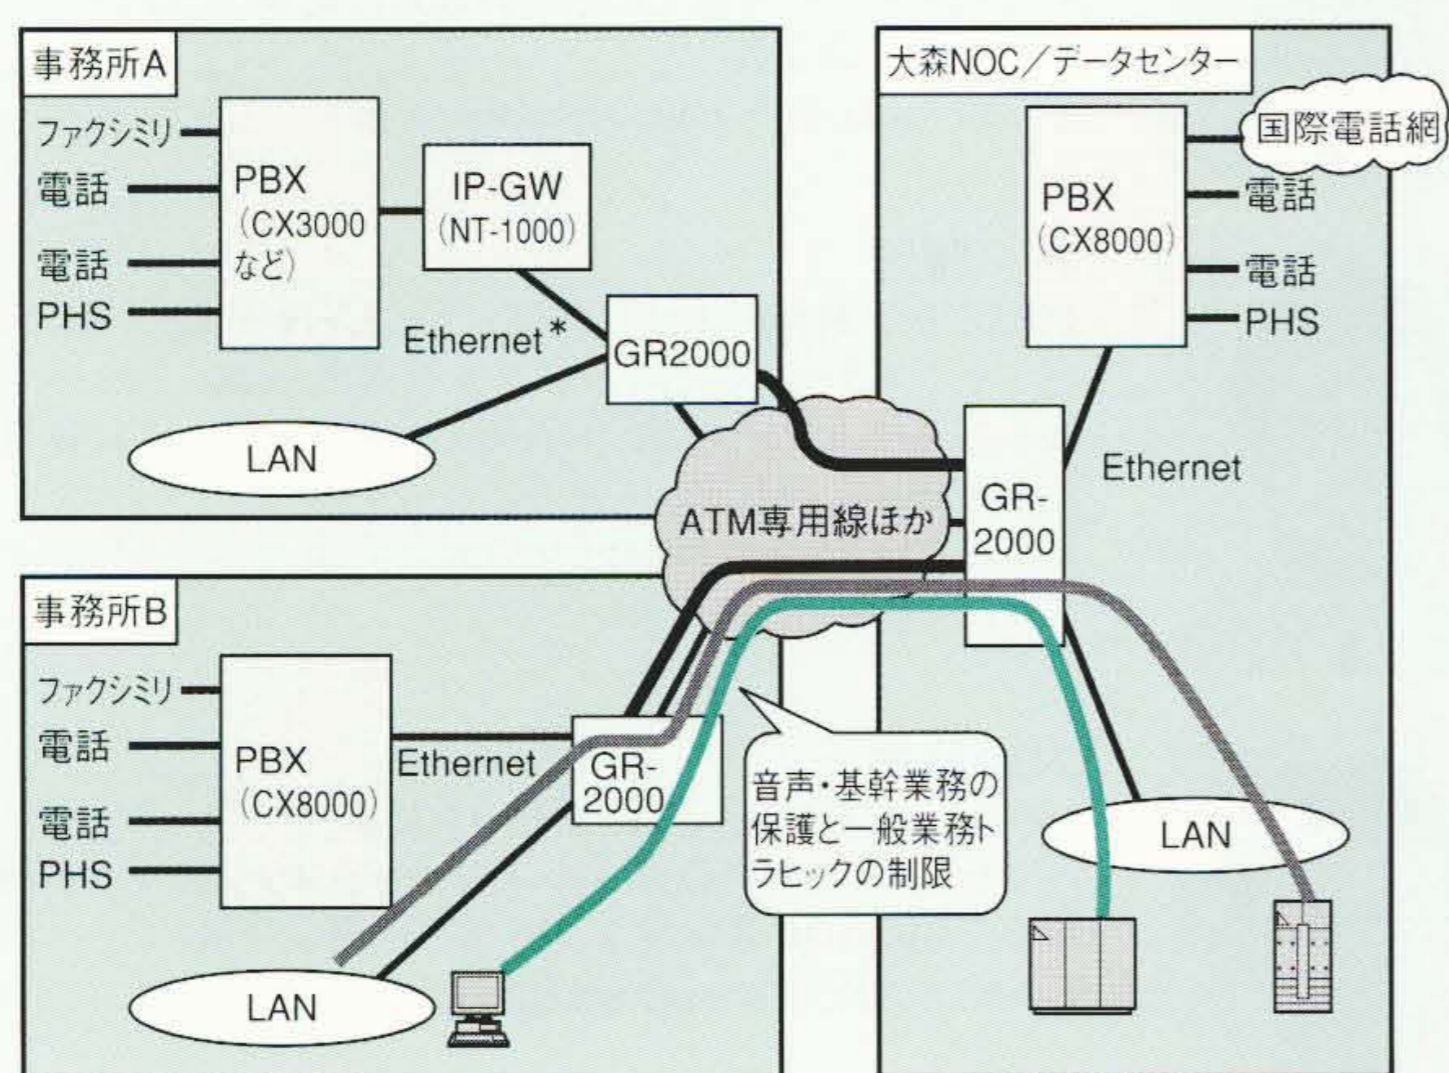 事務所A
ファクシミリ
電話
電話
PHS
PBX
(CX3000
など)
IP-GW
(NT-1000)
Ethernet*
GR2000
LAN
ATM専用線ほか
大森NOC/データセンター
国際電話網
PBX
(CX8000)
電話
電話
PHS
Ethernet
GR-
2000
LAN
事務所B
ファクシミリ
電話
電話
PHS
PBX
(CX8000)
Ethernet
GR-
2000
LAN
音声・基幹業務の
保護と一般業務ト
ラヒックの制限